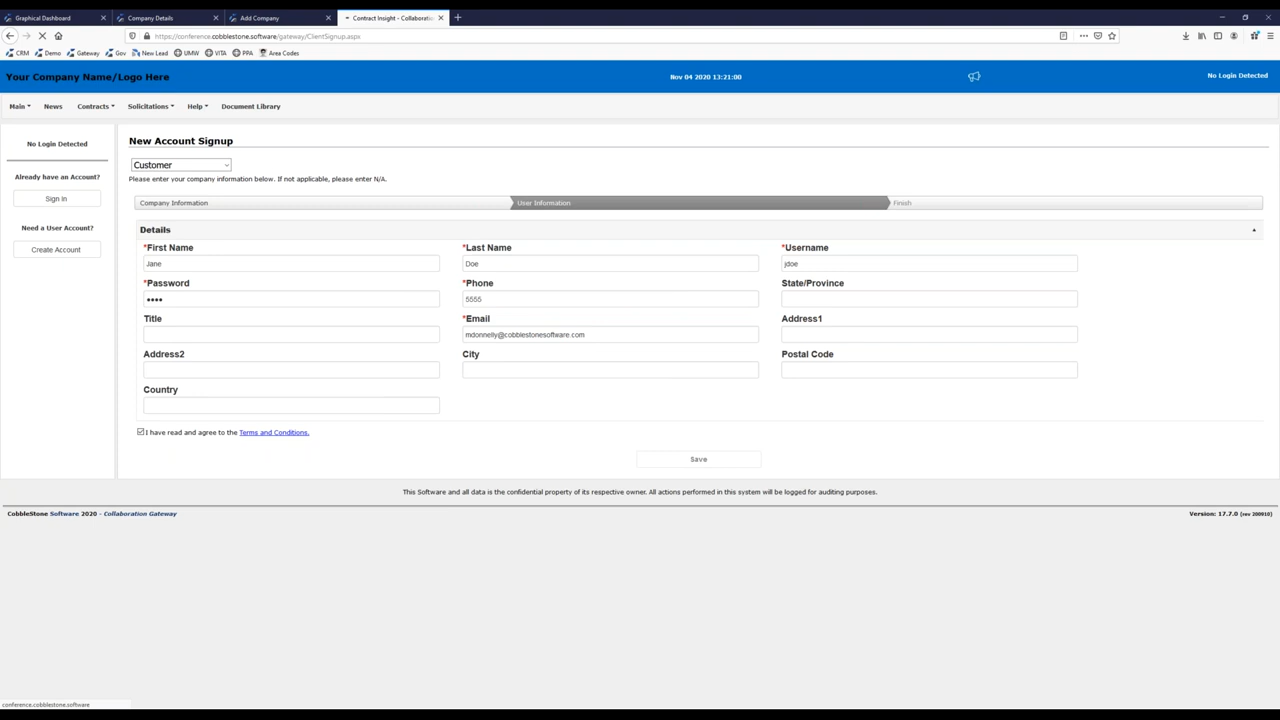 Graphical Dashboard
Company Details
Add Company
Contract Insight - Collaboratio
https://conference.cobblestone.software/gateway/ClientSignup.aspx
CRM Demo Gateway Gov New Lead UMW VITA PPA Area Codes
Your Company Name/Logo Here
Nov 04 2020 13:21:00
No Login Detected
Main News Contracts Solicitations Help Document Library
No Login Detected
Already have an Account?
Sign In
Need a User Account?
Create Account
New Account Signup
Customer
Please enter your company information below. If not applicable, please enter N/A.
Company Information User Information Finish
Details
*First Name *Last Name *Username
Jane Doe jdoe
*Password *Phone State/Province
•••• 5555
Title *Email Address1
mdonnelly@cobblestonesoftware.com
Address2 City Postal Code
Country
I have read and agree to the Terms and Conditions.
Save
This Software and all data is the confidential property of its respective owner. All actions performed in this system will be logged for auditing purposes.
CobbleStone Software 2020 - Collaboration Gateway
Version: 17.7.0 (rev 200910)
conference.cobblestone.software